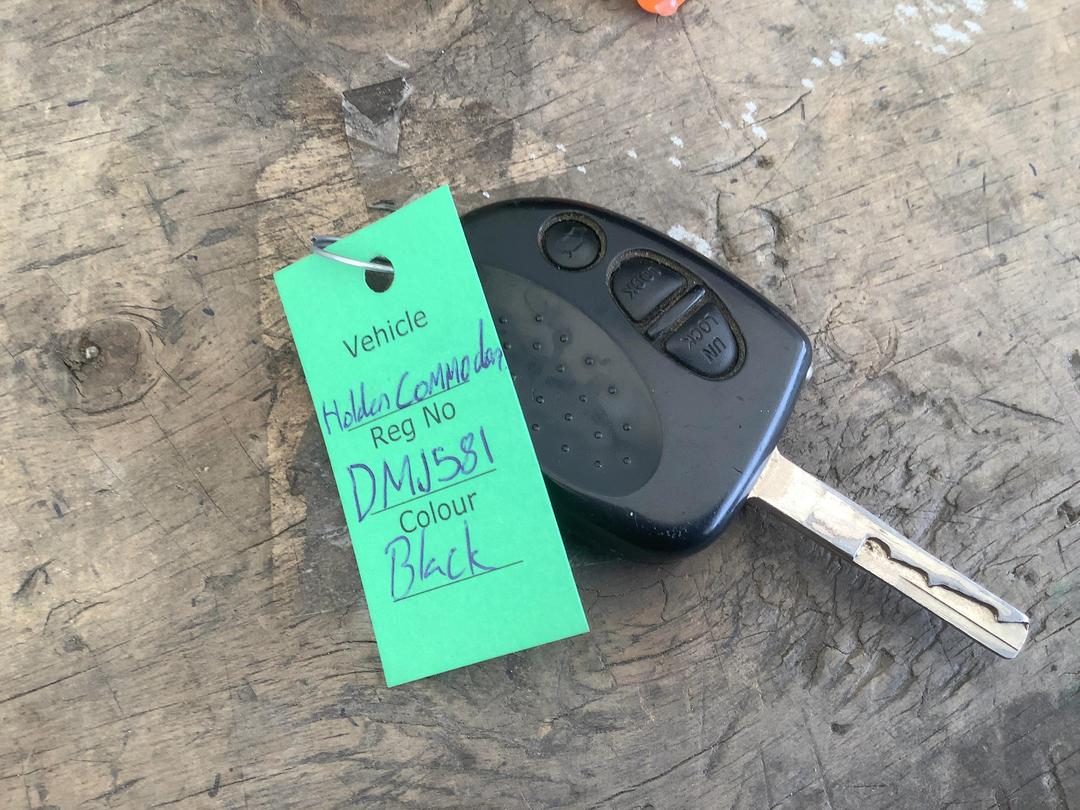 Vehicle
Holden Commodore
Reg No
DMJ581
Colour
Black
LOCK
UN
LOCK